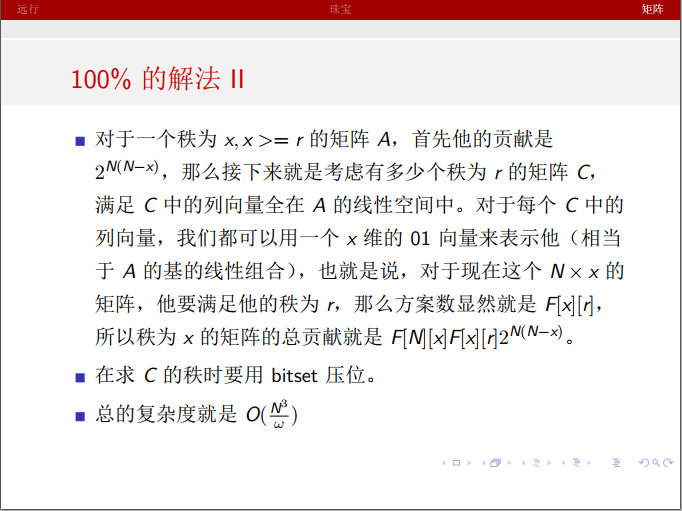 远行 珠宝 矩阵
100% 的解法 II
对于一个秩为 x, x >= r 的矩阵 A，首先他的贡献是
2^{N(N−x)}，那么接下来就是考虑有多少个秩为 r 的矩阵 C，
满足 C 中的列向量全在 A 的线性空间中。对于每个 C 中的
列向量，我们都可以用一个 x 维的 01 向量来表示他（相当
于 A 的基的线性组合），也就是说，对于现在这个 N × x 的
矩阵，他要满足他的秩为 r，那么方案数显然就是 F[x][r]，
所以秩为 x 的矩阵的总贡献就是 F[N][x]F[x][r]2^{N(N−x)}。
在求 C 的秩时要用 bitset 压位。
总的复杂度就是 O(\frac{N^3}{ω})